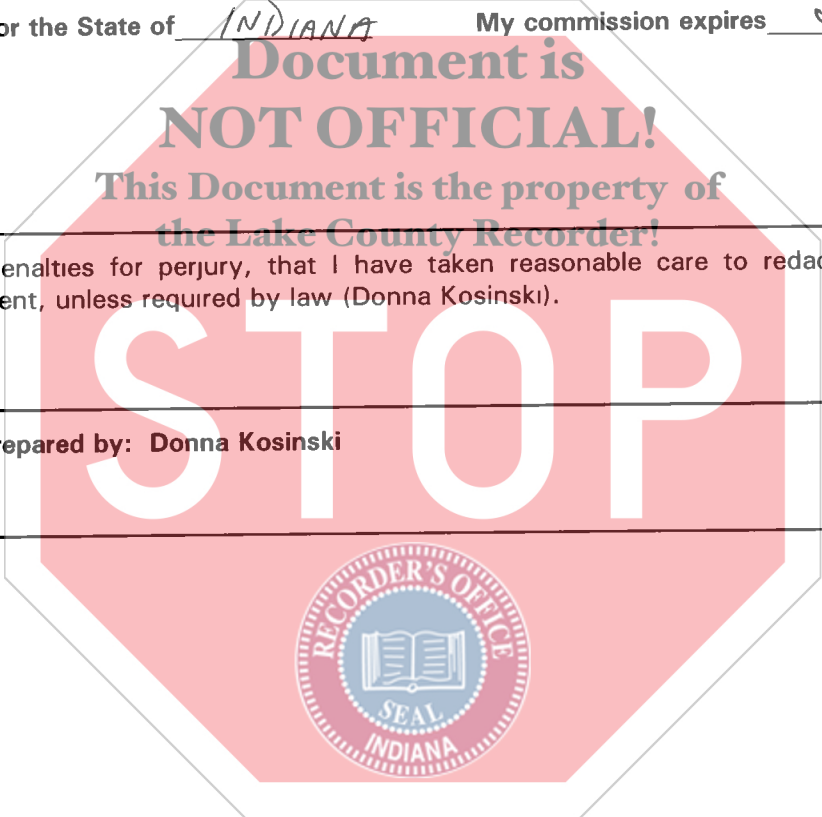 or the State of INDIANA My commission expires
Document is
NOT OFFICIAL!
This Document is the property of
the Lake County Recorder!
enalties for perjury, that I have taken reasonable care to redac
ent, unless required by law (Donna Kosinski).
STOP
repared by: Donna Kosinski
RECORDER'S OFFICE
SEAL
INDIANA